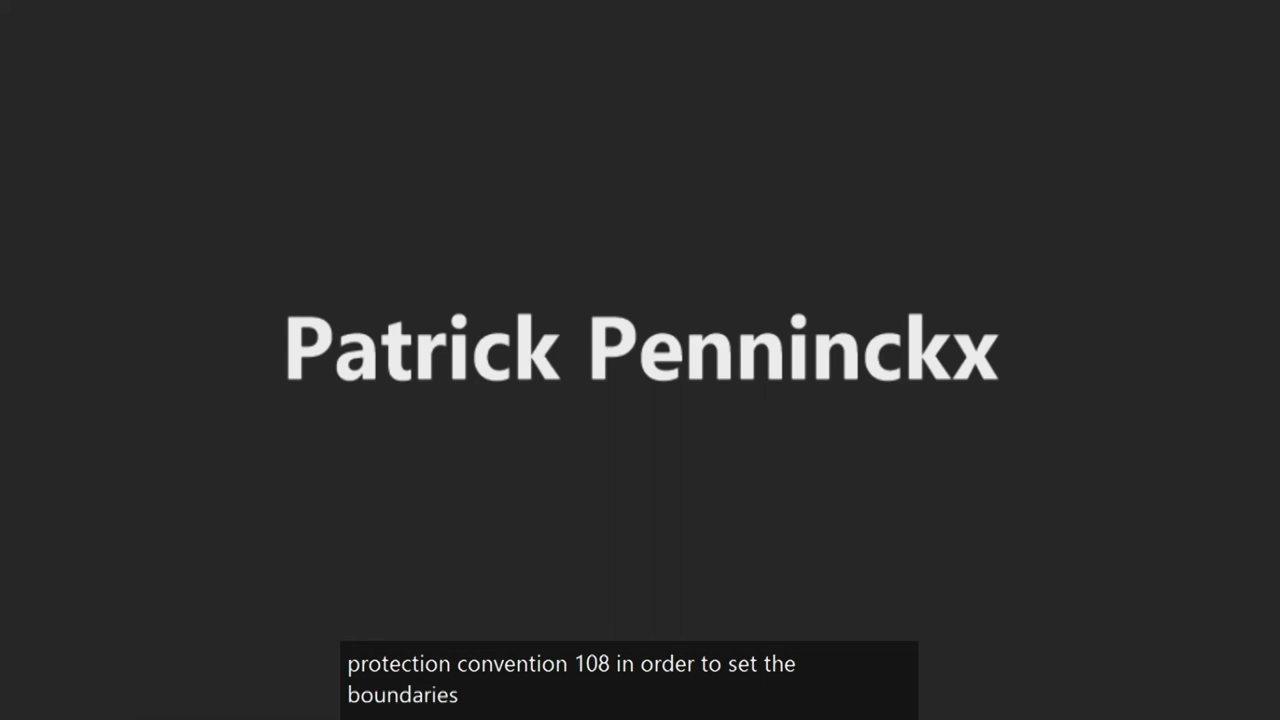 Patrick Penninckx
protection convention 108 in order to set the
boundaries